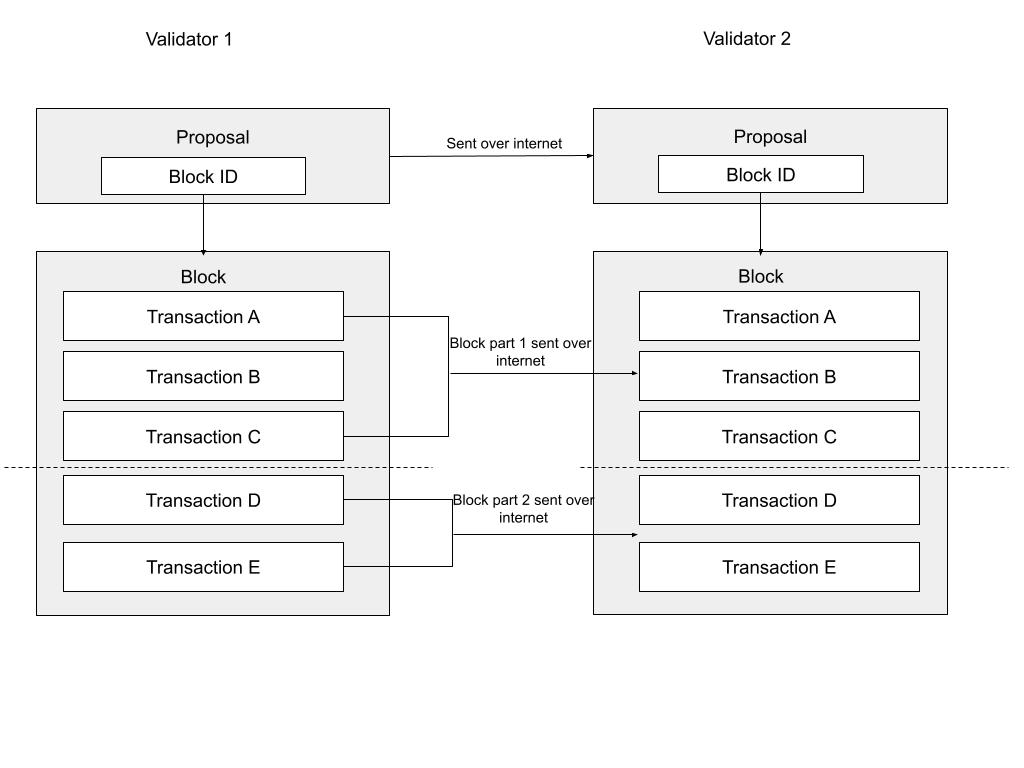 Validator 1
Validator 2
Proposal
Block ID
Sent over internet
Proposal
Block ID
Block
Transaction A
Transaction B
Transaction C
Transaction D
Transaction E
Block part 1 sent over
internet
Block part 2 sent over
internet
Block
Transaction A
Transaction B
Transaction C
Transaction D
Transaction E